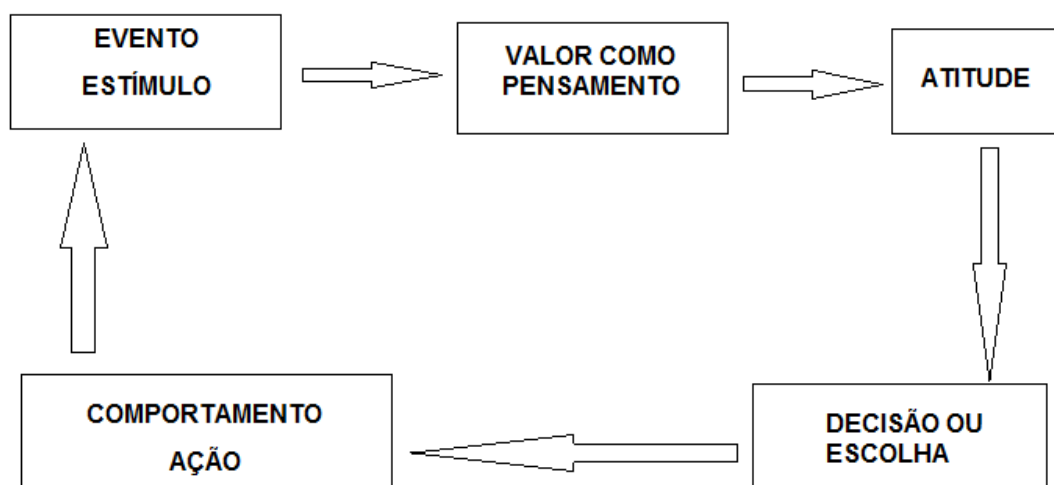 EVENTO
ESTÍMULO
VALOR COMO
PENSAMENTO
ATITUDE
DECISÃO OU
ESCOLHA
COMPORTAMENTO
AÇÃO